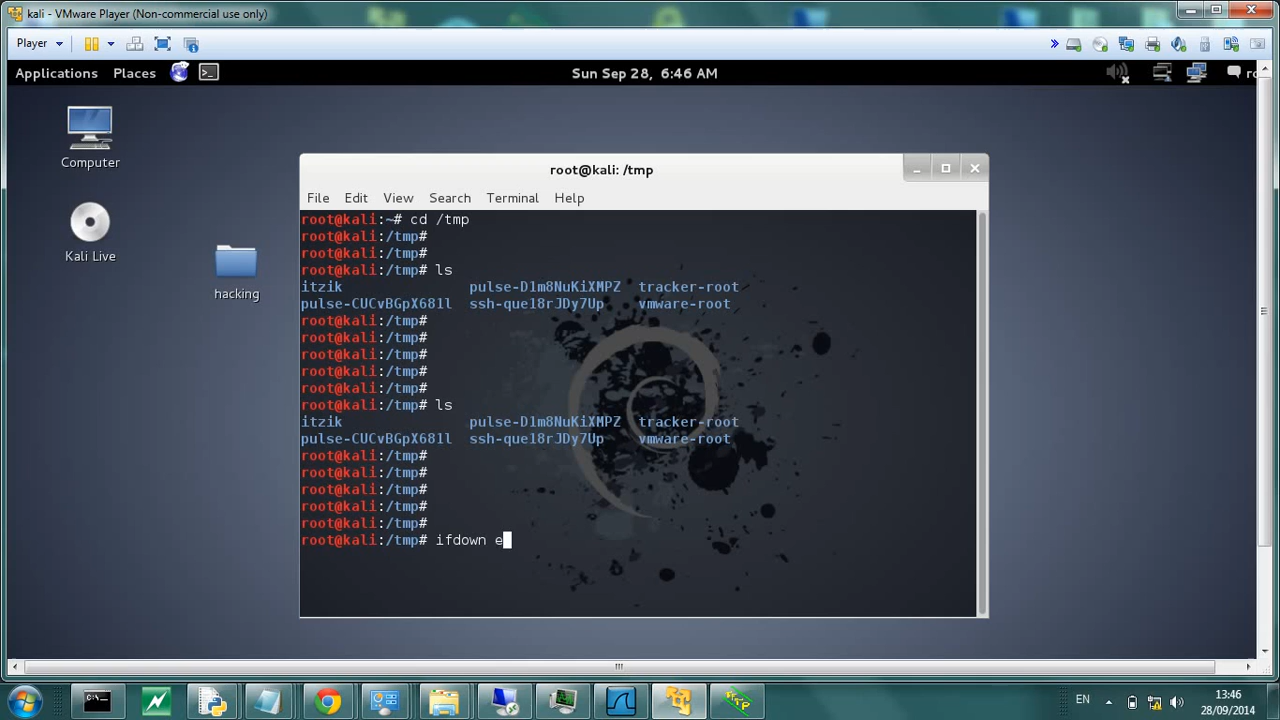 kali - VMware Player (Non-commercial use only)
Player
Applications Places Sun Sep 28, 6:46 AM
Computer
Kali Live
hacking
root@kali: /tmp
File Edit View Search Terminal Help
root@kali:~# cd /tmp
root@kali:/tmp#
root@kali:/tmp#
root@kali:/tmp# ls
itzik pulse-D1m8NuKiXMPZ tracker-root
pulse-CUCvBGpX681l ssh-que18rJDy7Up vmware-root
root@kali:/tmp#
root@kali:/tmp#
root@kali:/tmp#
root@kali:/tmp#
root@kali:/tmp#
root@kali:/tmp# ls
itzik pulse-D1m8NuKiXMPZ tracker-root
pulse-CUCvBGpX681l ssh-que18rJDy7Up vmware-root
root@kali:/tmp#
root@kali:/tmp#
root@kali:/tmp#
root@kali:/tmp#
root@kali:/tmp#
root@kali:/tmp# ifdown e
EN
13:46
28/09/2014